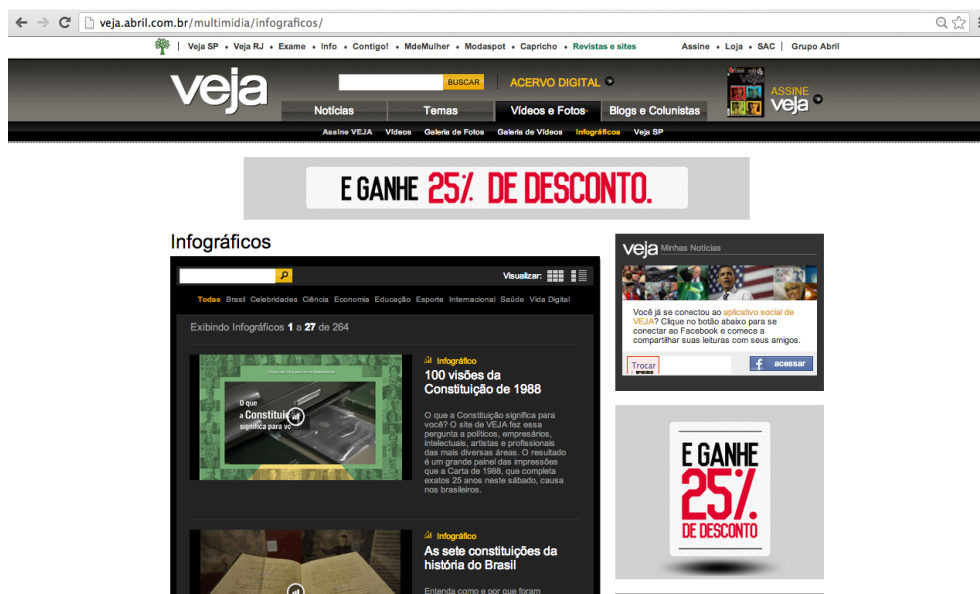 veja.abril.com.br/multimidia/infograficos/
Veja SP • Veja RJ • Exame • Info • Contigo! • MdeMulher • Modaspot • Capricho • Revistas e sites
Assine • Loja • SAC | Grupo Abril
veja
BUSCAR
ACERVO DIGITAL
ASSINE
veja
Notícias
Temas
Vídeos e Fotos
Blogs e Colunistas
Assine VEJA Vídeos Galeria de Fotos Galeria de Vídeos Infográficos Veja SP
E GANHE 25% DE DESCONTO.
Infográficos
Visualizar:
Todas Brasil Celebridades Ciência Economia Educação Esporte Internacional Saúde Vida Digital
Exibindo Infográficos 1 a 27 de 264
O que
a Constituiç
significa para vo
Infográfico
100 visões da
Constituição de 1988
O que a Constituição significa para
você? O site de VEJA fez essa
pergunta a políticos, empresários,
intelectuais, artistas e profissionais
das mais diversas áreas. O resultado
é um grande painel das impressões
que a Carta de 1988, que completa
exatos 25 anos neste sábado, causa
nos brasileiros.
Infográfico
As sete constituições da
história do Brasil
Entenda como e por que foram
veja Minhas Notícias
Você já se conectou ao aplicativo social de
VEJA? Clique no botão abaixo para se
conectar ao Facebook e comece a
compartilhar suas leituras com seus amigos.
Trocar
f acessar
E GANHE
25%
DE DESCONTO